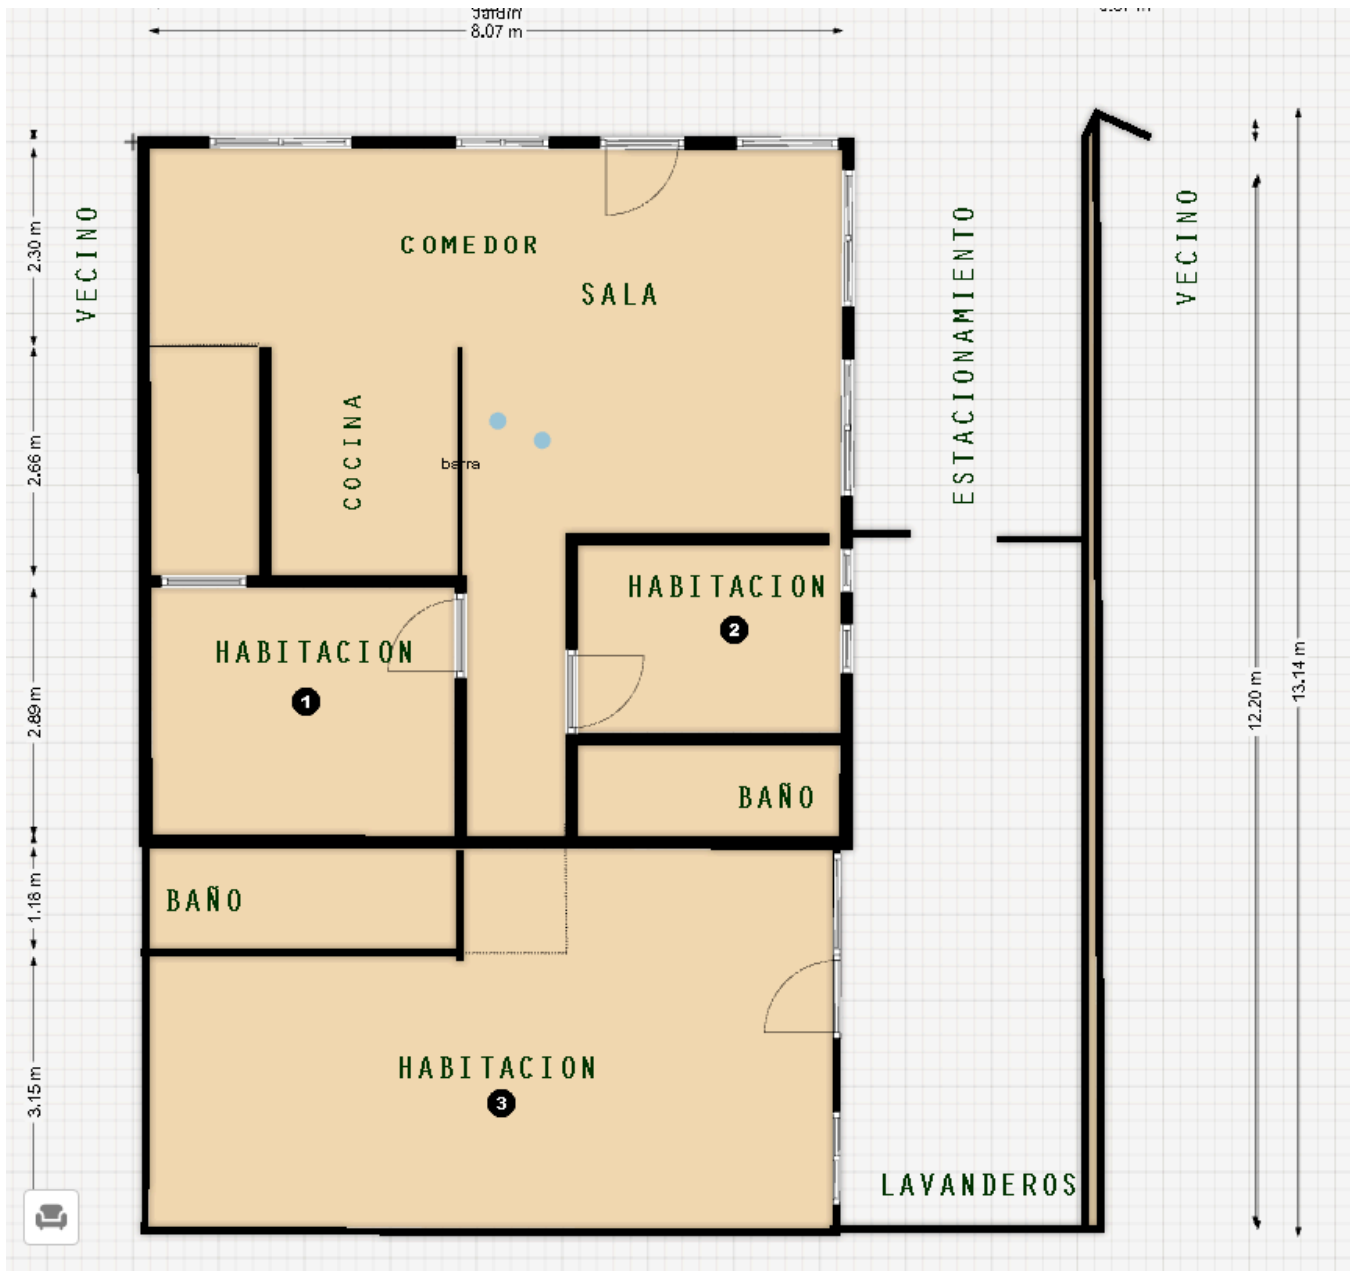 Jardin
8.07 m
VECINO
2.30 m
COMEDOR
SALA
ESTACIONAMIENTO
VECINO
2.66 m
COCINA
barra
HABITACION
2
HABITACION
1
2.89 m
12.20 m
13.14 m
BAÑO
1.18 m
BAÑO
HABITACION
3
3.15 m
LAVANDEROS